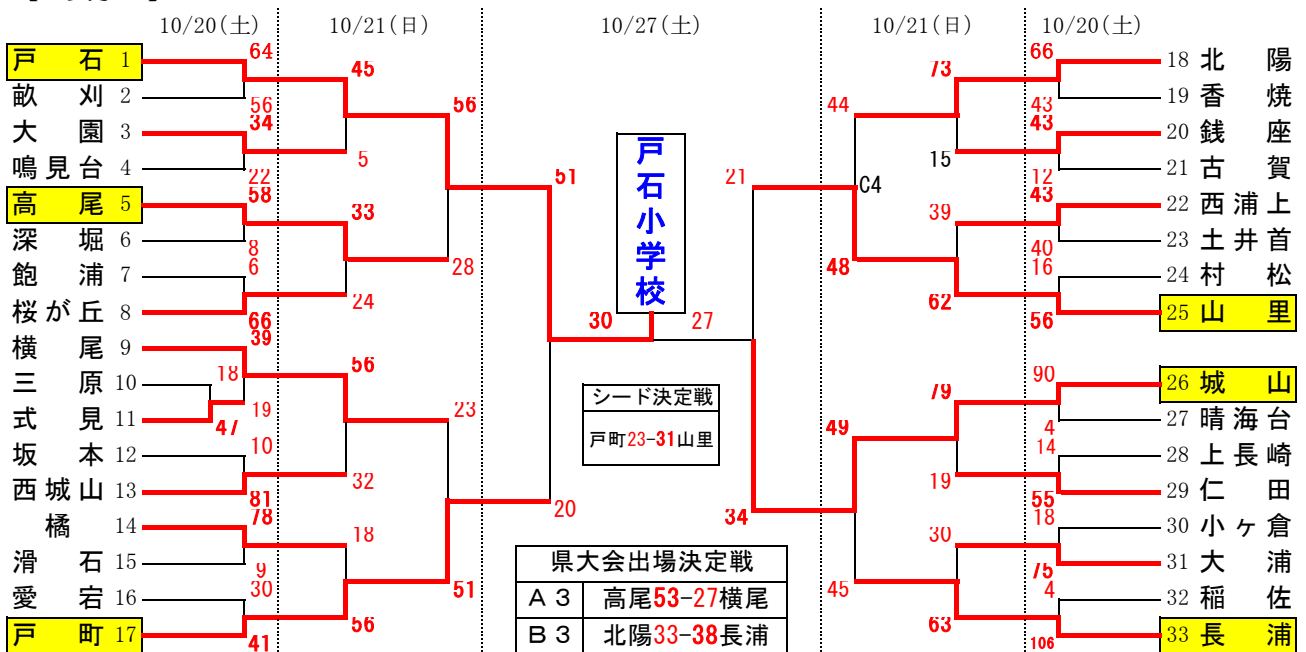 10/20(土) 10/21(日) 10/27(土) 10/21(日) 10/20(土)
戸石 1 64 45 73 66 18 北陽
畝刈 2 56 56 44 43 19 香焼
大園 3 34 43 20 銭座
鳴見台 4 22 5 15 12 21 古賀
戸石小学校
51 21 C4
高尾 5 58 33 39 43 22 西浦上
深堀 6 8 40 23 土井首
飽浦 7 6 28 48 16 24 村松
桜が丘 8 66 24 62 56 25 山里
30 27
横尾 9 39 56 79 90 26 城山
三原 10 18 4 27 晴海台
式見 11 47 19 23 49 14 28 上長崎
シード決定戦
戸町23-31山里
坂本 12 10
西城山 13 81 32 19 55 29 仁田
20 34
橘 14 78 18 30 18 30 小ヶ倉
滑石 15 9 75 31 大浦
愛宕 16 30 51 45 4 32 稲佐
戸町 17 41 56 63 106 33 長浦
県大会出場決定戦
A3 高尾53-27横尾
B3 北陽33-38長浦